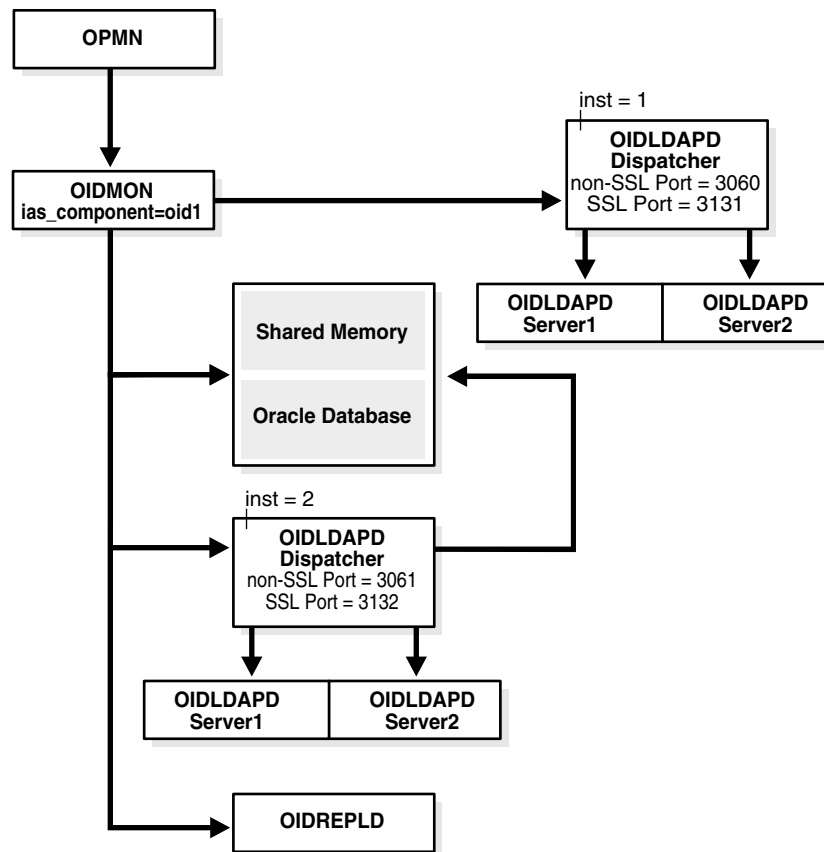 OPMN
inst = 1
OIDLDAPD
Dispatcher
non-SSL Port = 3060
SSL Port = 3131
OIDMON
ias_component=oid1
OIDLDAPD
Server1
OIDLDAPD
Server2
Shared Memory
Oracle Database
inst = 2
OIDLDAPD
Dispatcher
non-SSL Port = 3061
SSL Port = 3132
OIDLDAPD
Server1
OIDLDAPD
Server2
OIDREPLD